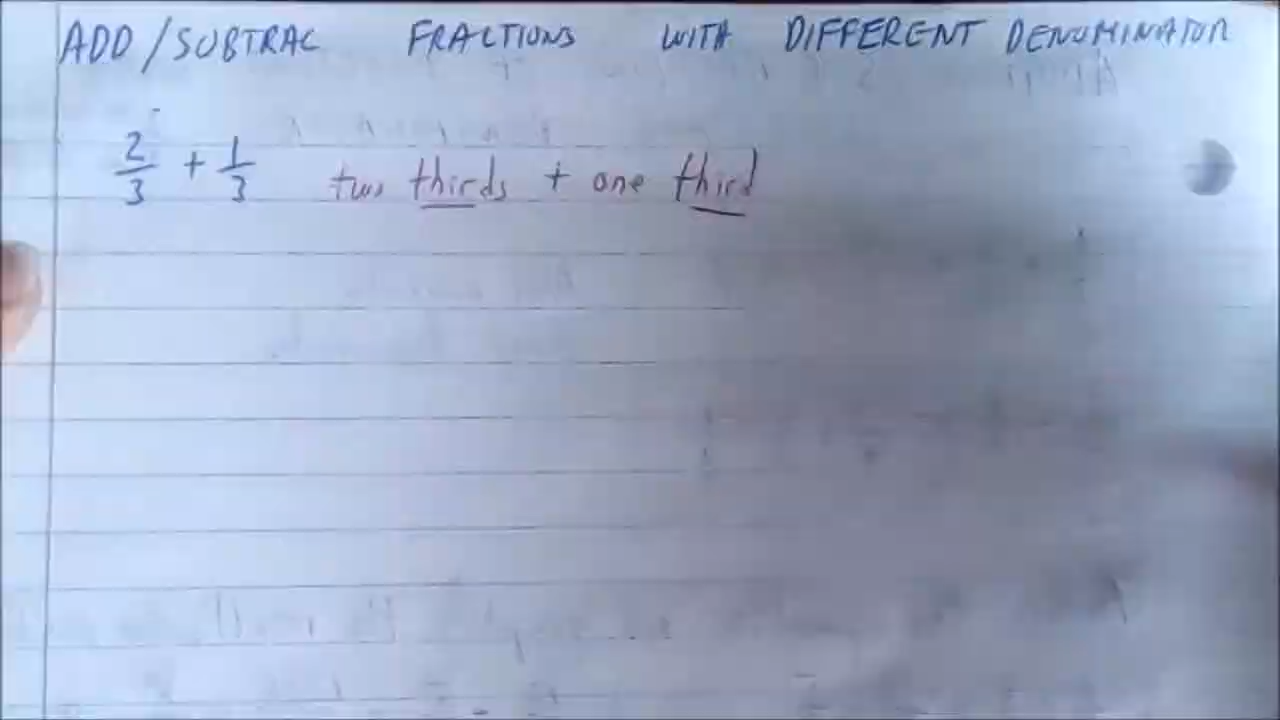 ADD/SUBTRAC FRACTIONS WITH DIFFERENT DENOMINATOR
2/3 + 1/3 two thirds + one third